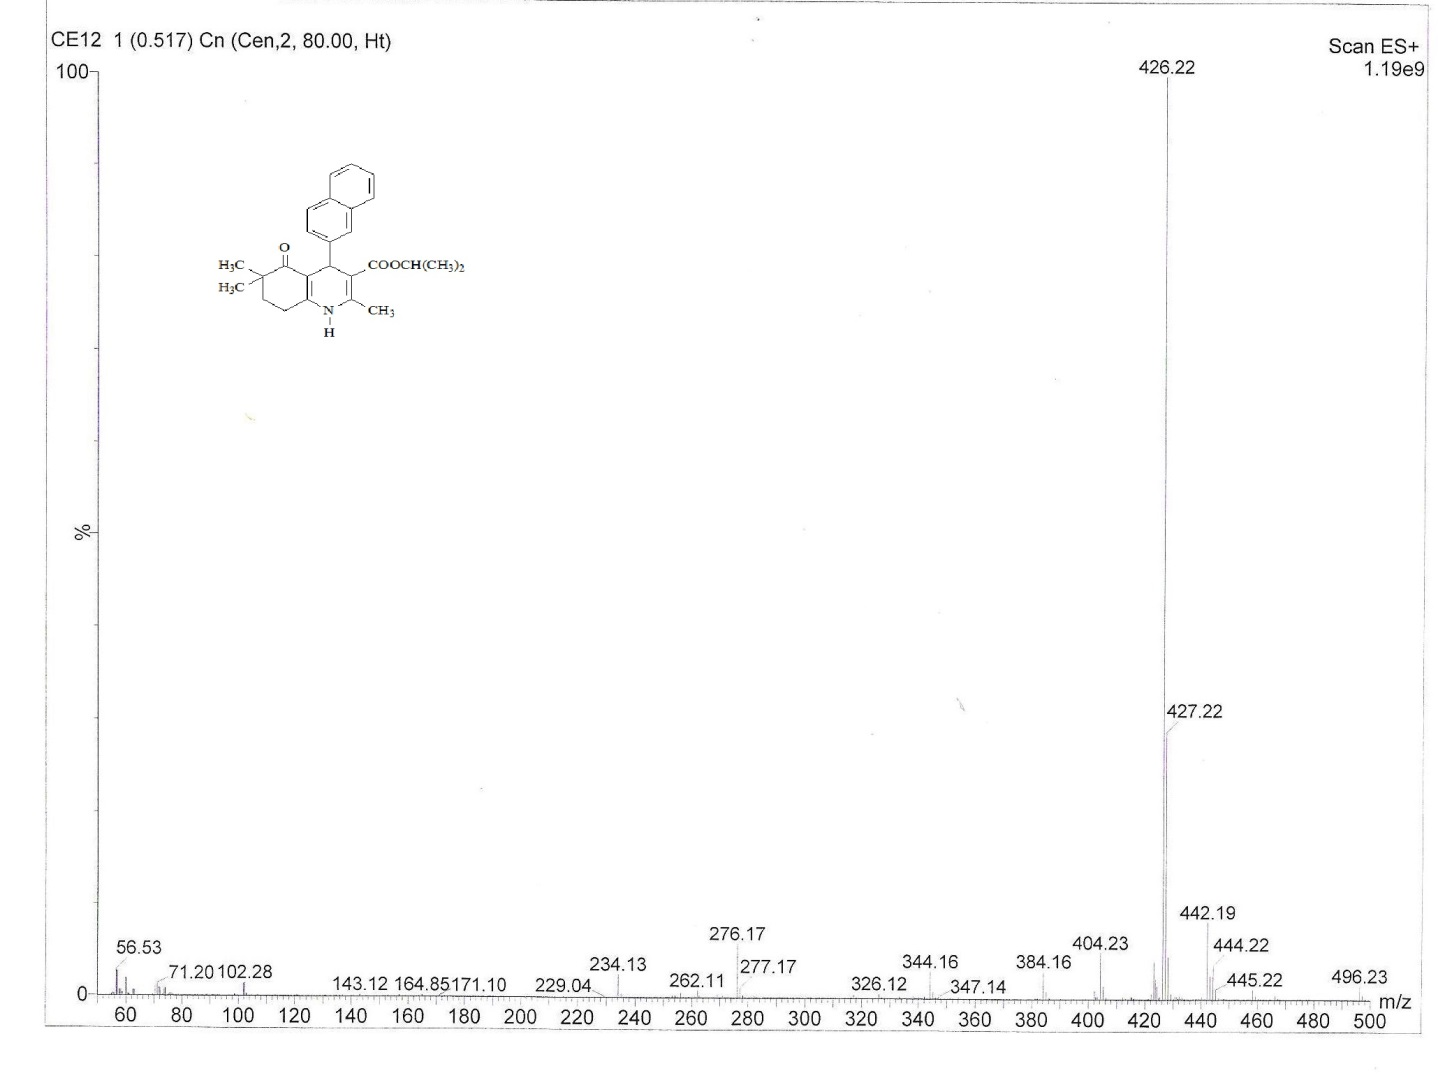 CE12 1 (0.517) Cn (Cen,2, 80.00, Ht)
Scan ES+
1.19e9
100
426.22
O
H₃C
COOCH(CH₃)₂
H₃C
N
CH₃
H
%
427.22
442.19
276.17
404.23
56.53
444.22
234.13
344.16
384.16
71.20
102.28
277.17
496.23
262.11
445.22
143.12
164.85
171.10
229.04
326.12
347.14
0
m/z
60 80 100 120 140 160 180 200 220 240 260 280 300 320 340 360 380 400 420 440 460 480 500